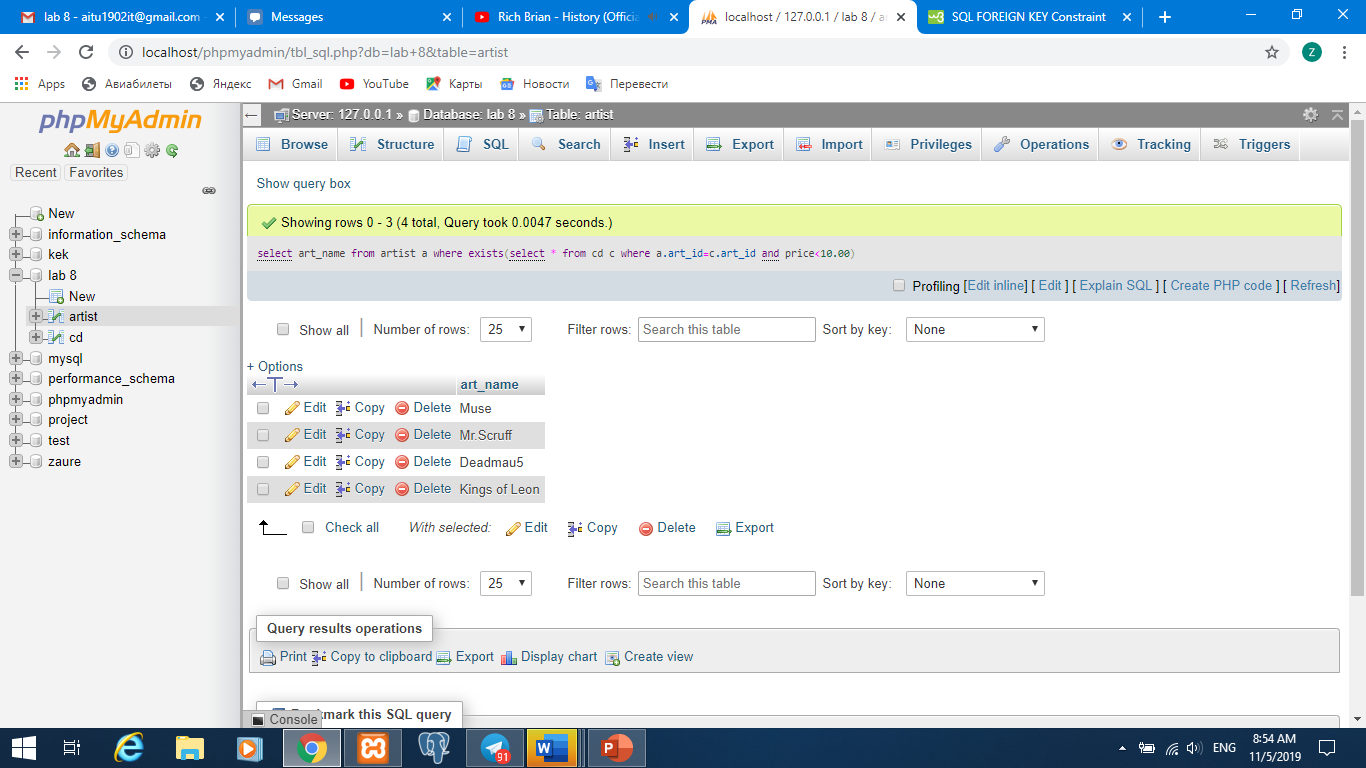 lab 8 - aitu1902it@gmail.com -
Messages
Rich Brian - History (Officia
localhost / 127.0.0.1 / lab 8 / a
SQL FOREIGN KEY Constraint
localhost/phpmyadmin/tbl_sql.php?db=lab+8&table=artist
Z
Apps
Авиабилеты
Яндекс
Gmail
YouTube
Карты
Новости
Перевести
phpMyAdmin
Recent
Favorites
New
information_schema
kek
lab 8
New
artist
cd
mysql
performance_schema
phpmyadmin
project
test
zaure
Server: 127.0.0.1 » Database: lab 8 » Table: artist
Browse Structure SQL Search Insert Export Import Privileges Operations Tracking Triggers
Show query box
Showing rows 0 - 3 (4 total, Query took 0.0047 seconds.)
select art_name from artist a where exists(select * from cd c where a.art_id=c.art_id and price<10.00)
Profiling [Edit inline] [ Edit ] [ Explain SQL ] [ Create PHP code ] [ Refresh]
Show all | Number of rows: 25 Filter rows: Search this table Sort by key: None
+ Options
←T→ art_name
Edit Copy Delete Muse
Edit Copy Delete Mr.Scruff
Edit Copy Delete Deadmau5
Edit Copy Delete Kings of Leon
Check all With selected: Edit Copy Delete Export
Show all | Number of rows: 25 Filter rows: Search this table Sort by key: None
Query results operations
Print Copy to clipboard Export Display chart Create view
mark this SQL query
Console
91
ENG
8:54 AM
11/5/2019